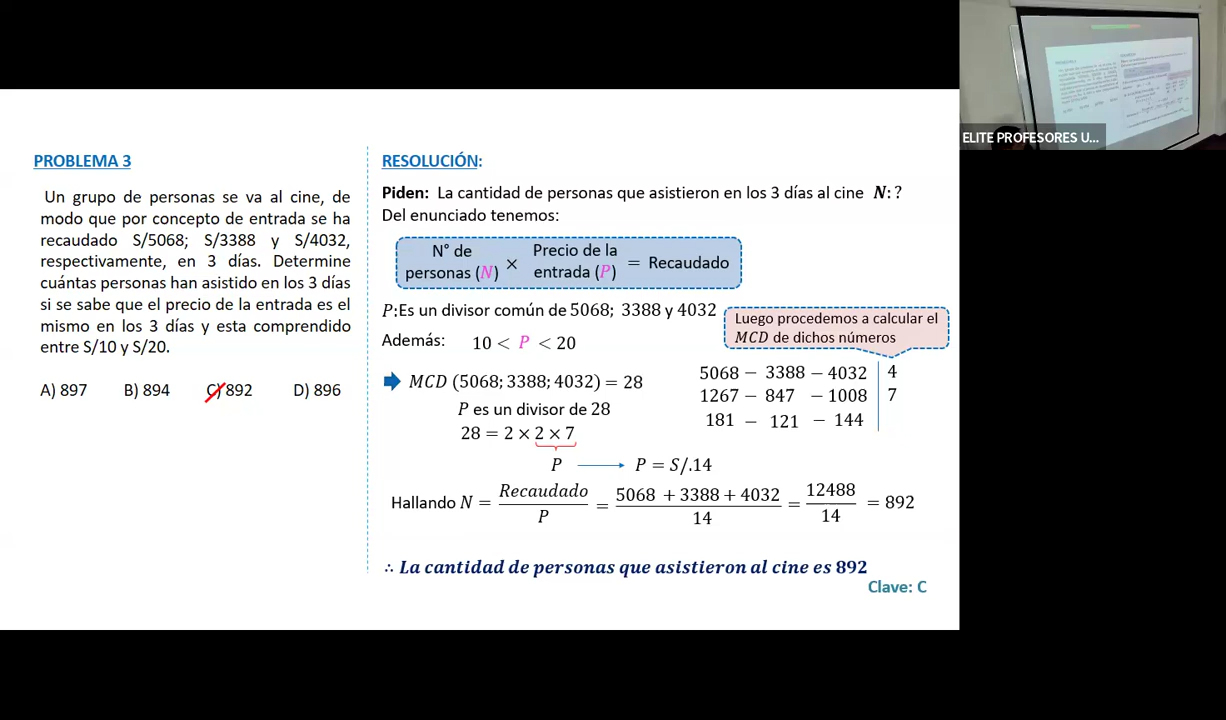 PROBLEMA 3
Un grupo de personas se va al cine, de
modo que por concepto de entrada se ha
recaudado S/5068; S/3388 y S/4032,
respectivamente, en 3 días. Determine
cuántas personas han asistido en los 3 días
si se sabe que el precio de la entrada es el
mismo en los 3 días y esta comprendido
entre S/10 y S/20.
A) 897 B) 894 C) 892 D) 896
RESOLUCIÓN:
Piden: La cantidad de personas que asistieron en los 3 días al cine N: ?
Del enunciado tenemos:
N° de personas (N) × Precio de la entrada (P) = Recaudado
P:Es un divisor común de 5068; 3388 y 4032
Además: 10 < P < 20
Luego procedemos a calcular el
MCD de dichos números
MCD (5068; 3388; 4032) = 28
P es un divisor de 28
28 = 2 × 2 × 7
P → P = S/.14
5068 − 3388 − 4032 | 4
1267 − 847 − 1008 | 7
181 − 121 − 144
Hallando N = Recaudado / P = 5068 + 3388 + 4032 / 14 = 12488 / 14 = 892
∴ La cantidad de personas que asistieron al cine es 892
Clave: C
ELITE PROFESORES U...